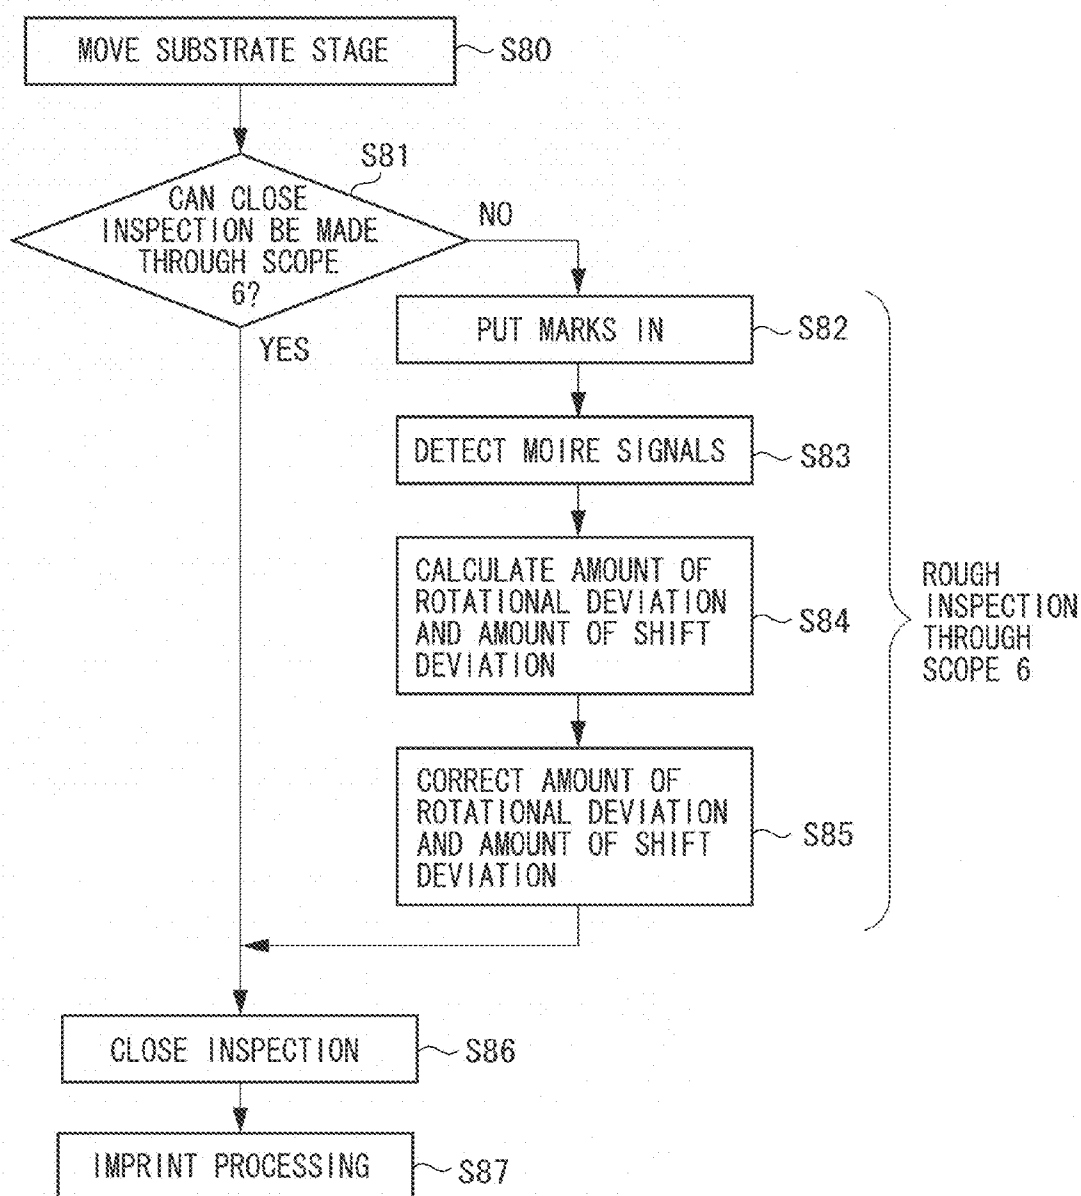 MOVE SUBSTRATE STAGE
S80
S81
CAN CLOSE
INSPECTION BE MADE
THROUGH SCOPE
6?
NO
YES
PUT MARKS IN
S82
DETECT MOIRE SIGNALS
S83
CALCULATE AMOUNT OF
ROTATIONAL DEVIATION
AND AMOUNT OF SHIFT
DEVIATION
S84
CORRECT AMOUNT OF
ROTATIONAL DEVIATION
AND AMOUNT OF SHIFT
DEVIATION
S85
ROUGH
INSPECTION
THROUGH
SCOPE 6
CLOSE INSPECTION
S86
IMPRINT PROCESSING
S87